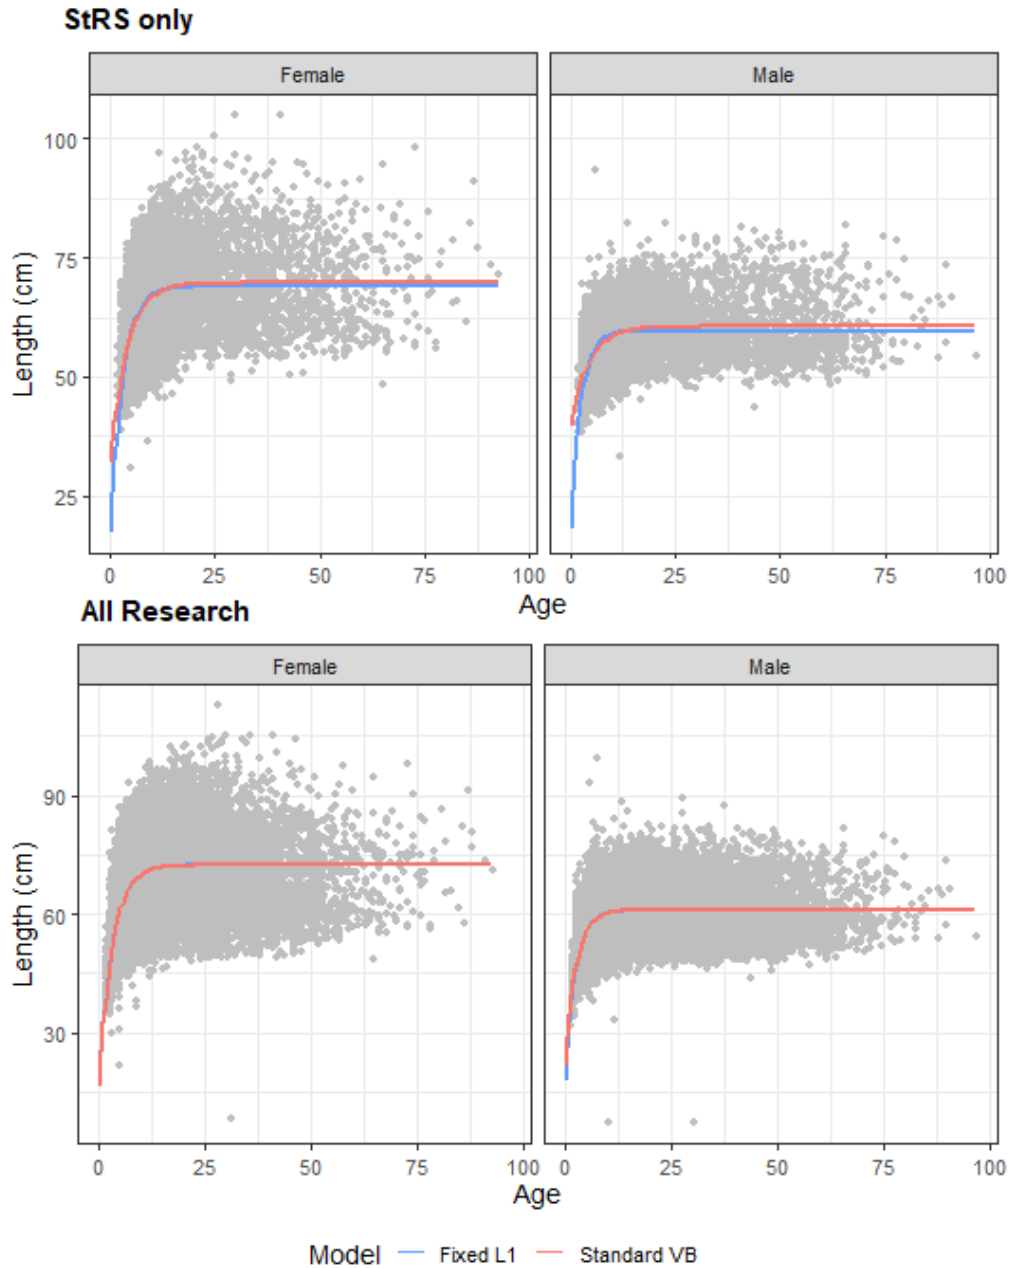 StRS only
Female
Male
100
75
50
25
Length (cm)
0 25 50 75 100
0 25 50 75 100
Age
All Research
Female
Male
90
60
30
Length (cm)
0 25 50 75 100
0 25 50 75 100
Age
Model Fixed L1 Standard VB